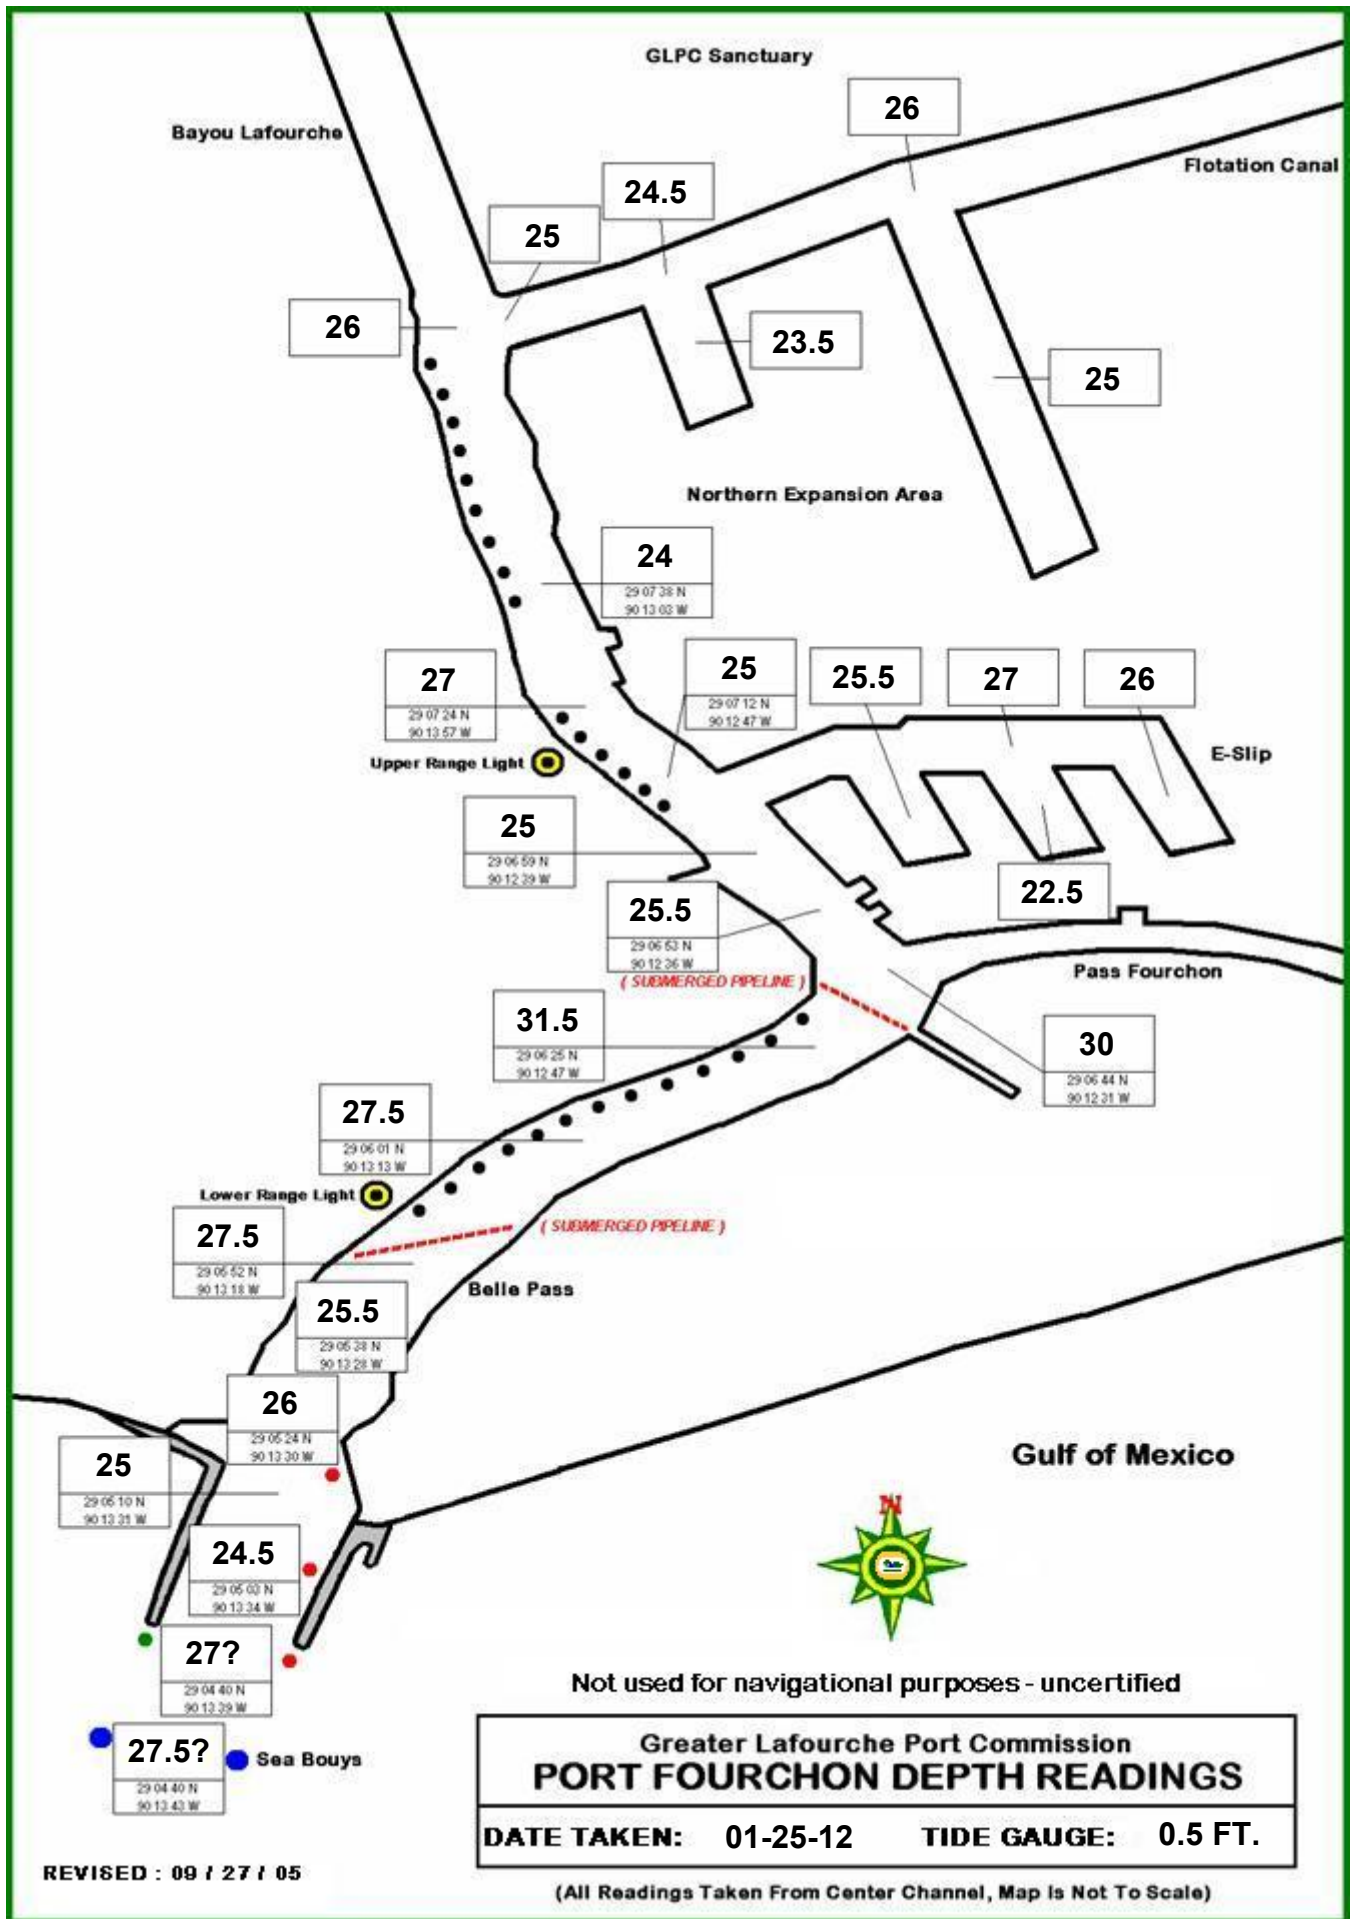 GLPC Sanctuary
26
Bayou Lafourche
Flotation Canal
24.5
25
26
23.5
25
Northern Expansion Area
24
29 07 38 N
90 13 03 W
27
29 07 24 N
90 13 57 W
25
29 07 12 N
90 12 47 W
25.5
27
26
E-Slip
Upper Range Light
25
29 06 59 N
90 12 39 W
22.5
25.5
29 06 53 N
90 12 36 W
( SUBMERGED PIPELINE )
Pass Fourchon
31.5
29 06 25 N
90 12 47 W
30
29 06 44 N
90 12 31 W
27.5
29 06 01 N
90 13 13 W
Lower Range Light
27.5
29 05 52 N
90 13 18 W
( SUBMERGED PIPELINE )
Belle Pass
25.5
29 05 38 N
90 13 28 W
26
29 05 24 N
90 13 30 W
25
29 05 10 N
90 13 31 W
Gulf of Mexico
N
24.5
29 05 03 N
90 13 34 W
27?
29 04 40 N
90 13 39 W
27.5?
29 04 40 N
90 13 43 W
Sea Bouys
Not used for navigational purposes - uncertified
Greater Lafourche Port Commission
PORT FOURCHON DEPTH READINGS
DATE TAKEN: 01-25-12 TIDE GAUGE: 0.5 FT.
REVISED : 09 / 27 / 05
(All Readings Taken From Center Channel, Map Is Not To Scale)